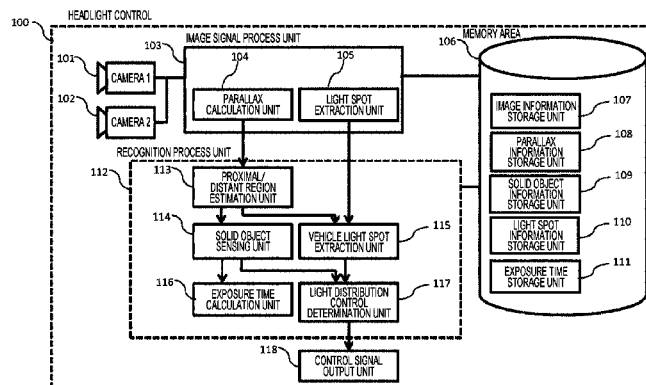 HEADLIGHT CONTROL
100
101
CAMERA 1
102
CAMERA 2
103
IMAGE SIGNAL PROCESS UNIT
104
PARALLAX
CALCULATION UNIT
105
LIGHT SPOT
EXTRACTION UNIT
106
MEMORY AREA
IMAGE INFORMATION
STORAGE UNIT
107
PARALLAX
INFORMATION
STORAGE UNIT
108
SOLID OBJECT
INFORMATION
STORAGE UNIT
109
LIGHT SPOT
INFORMATION
STORAGE UNIT
110
EXPOSURE TIME
STORAGE UNIT
111
RECOGNITION PROCESS UNIT
112
113
PROXIMAL/
DISTANT REGION
ESTIMATION UNIT
114
SOLID OBJECT
SENSING UNIT
VEHICLE LIGHT SPOT
EXTRACTION UNIT
115
116
EXPOSURE TIME
CALCULATION UNIT
LIGHT DISTRIBUTION
CONTROL
DETERMINATION UNIT
117
118
CONTROL SIGNAL
OUTPUT UNIT